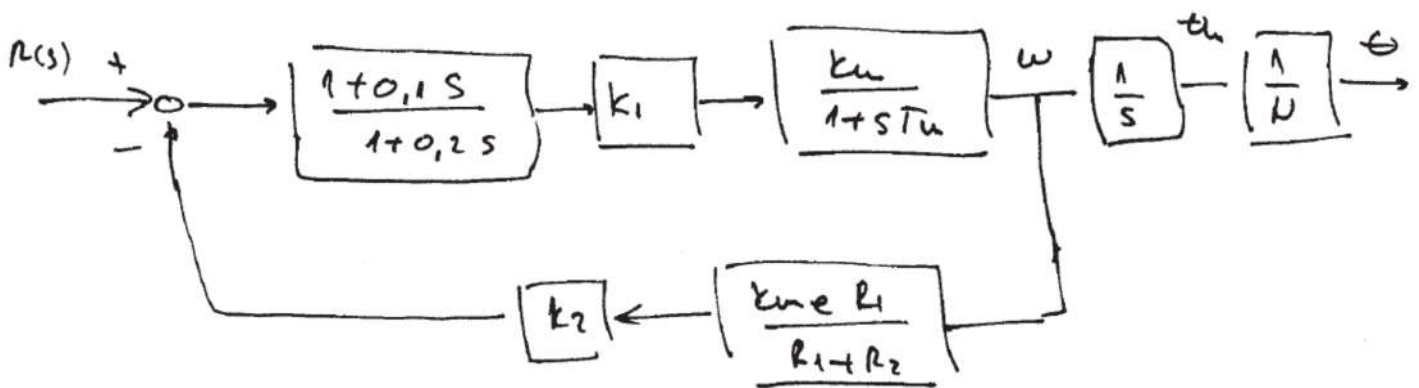 R(s) + 1+0,1 S ω θm θ
1+0,2 s k1 km 1+sTm 1 s 1 N
−
k2 kme R1
R1+R2